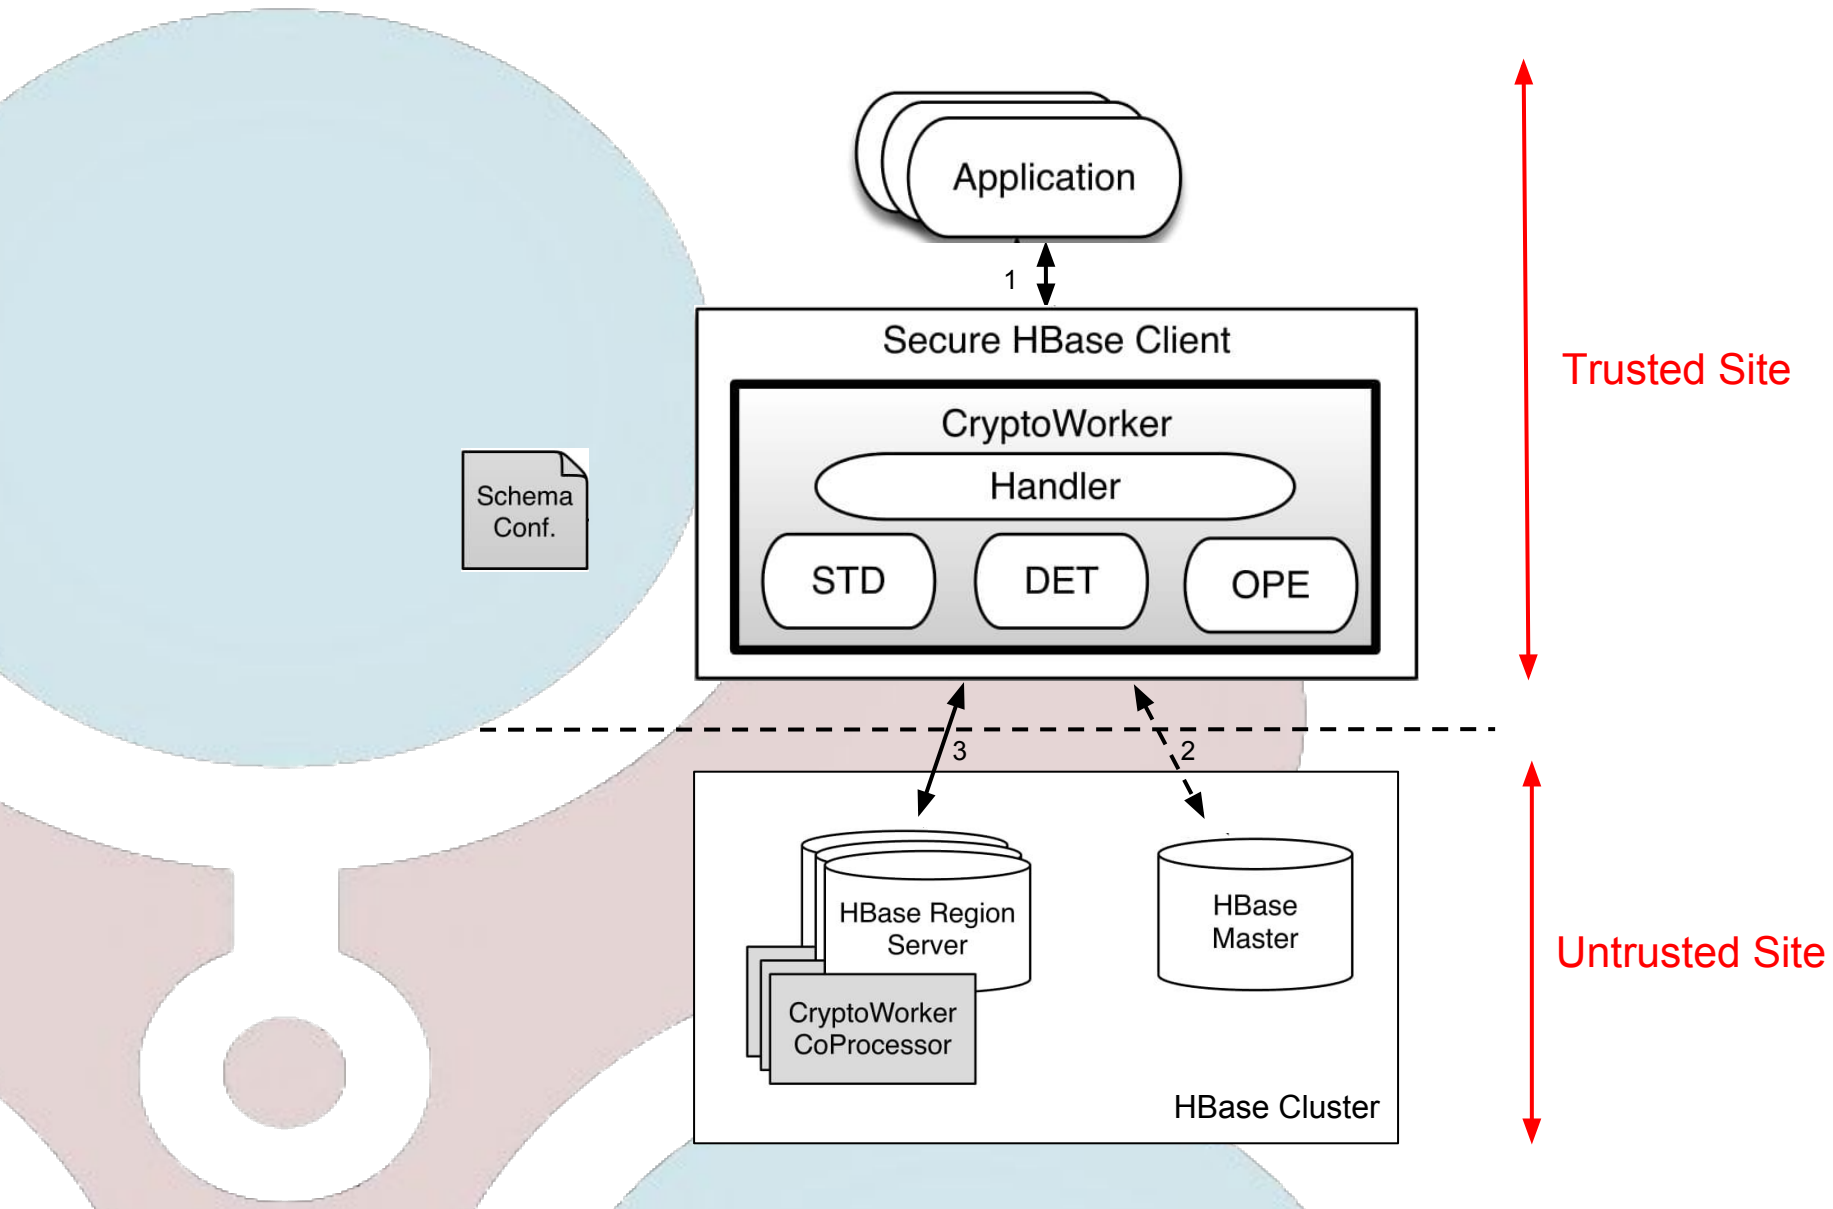 Application
1
Secure HBase Client
Trusted Site
CryptoWorker
Handler
Schema
Conf.
STD
DET
OPE
3
2
HBase Region
Server
HBase
Master
Untrusted Site
CryptoWorker
CoProcessor
HBase Cluster